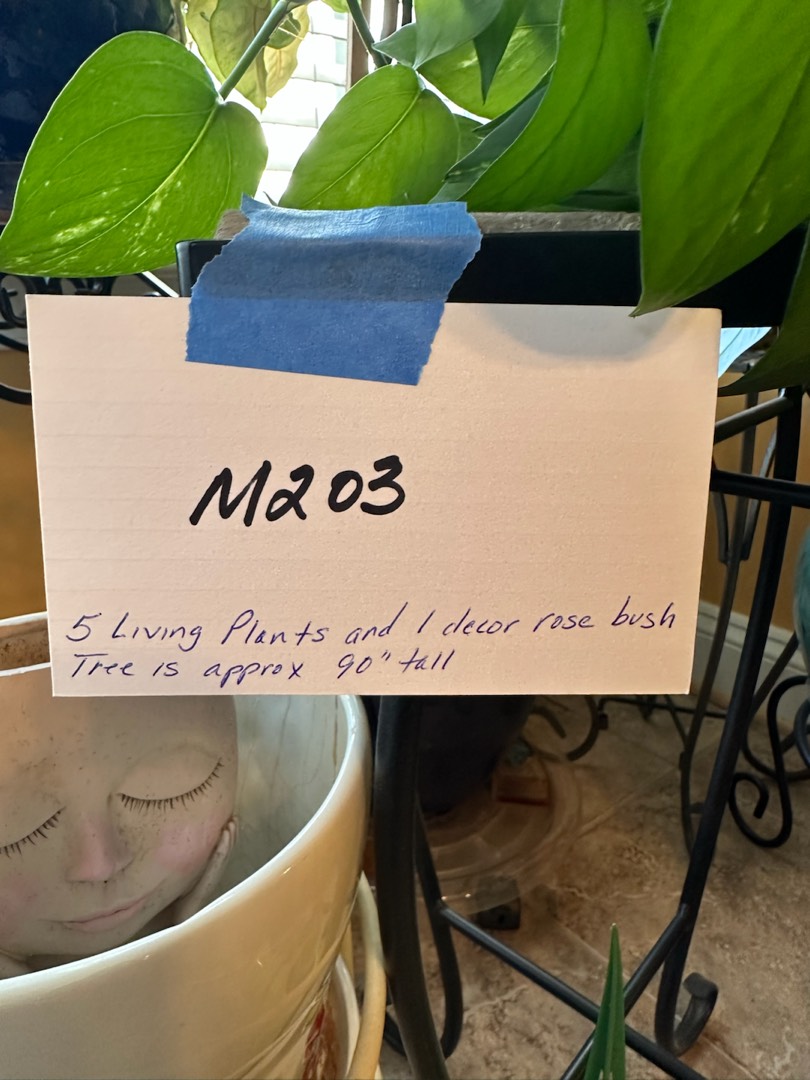 M203
5 Living Plants and 1 decor rose bush
Tree is approx 90" tall